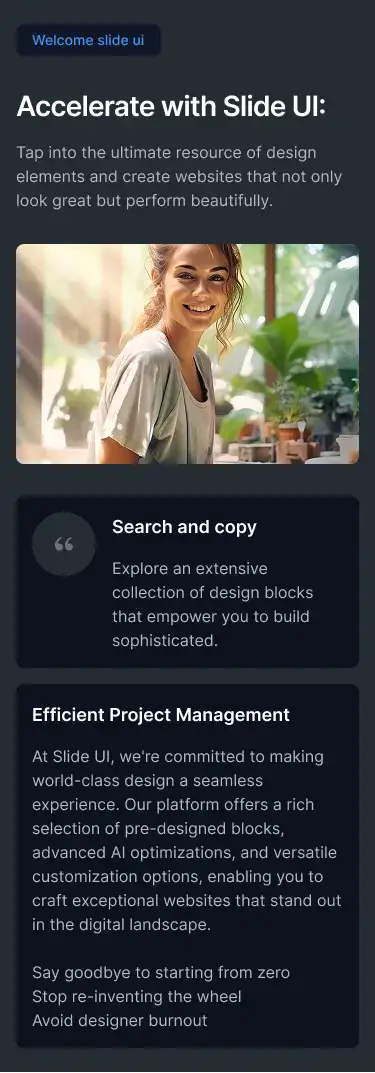 Welcome slide ui
Accelerate with Slide UI:
Tap into the ultimate resource of design
elements and create websites that not only
look great but perform beautifully.
Search and copy
Explore an extensive
collection of design blocks
that empower you to build
sophisticated.
Efficient Project Management
At Slide UI, we're committed to making
world-class design a seamless
experience. Our platform offers a rich
selection of pre-designed blocks,
advanced AI optimizations, and versatile
customization options, enabling you to
craft exceptional websites that stand out
in the digital landscape.
Say goodbye to starting from zero
Stop re-inventing the wheel
Avoid designer burnout